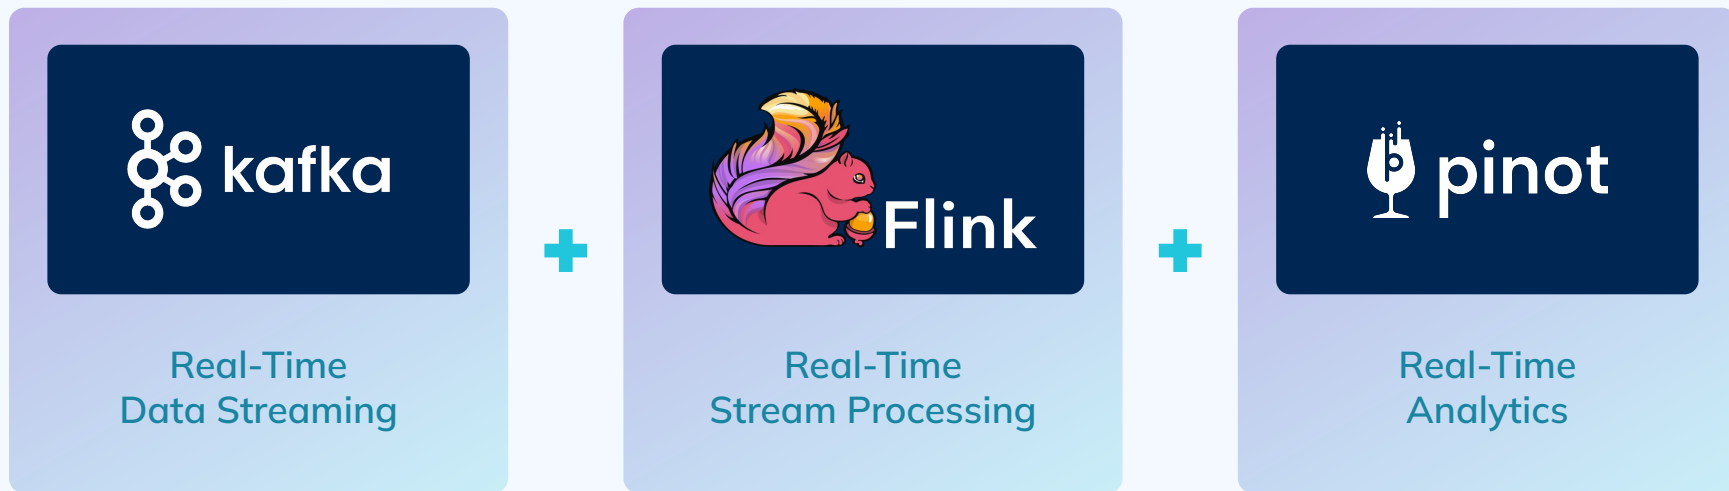 kafka
Real-Time
Data Streaming
Flink
Real-Time
Stream Processing
pinot
Real-Time
Analytics